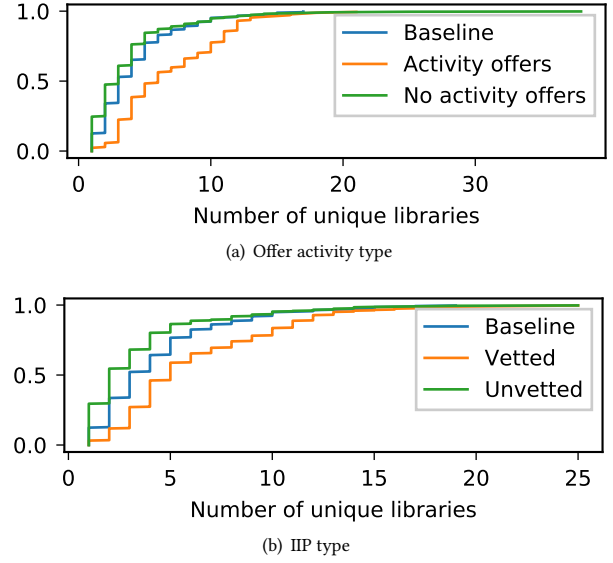 1.0
0.5
0.0
Baseline
Activity offers
No activity offers
0 10 20 30
Number of unique libraries
(a) Offer activity type
1.0
0.5
0.0
Baseline
Vetted
Unvetted
0 5 10 15 20 25
Number of unique libraries
(b) IIP type